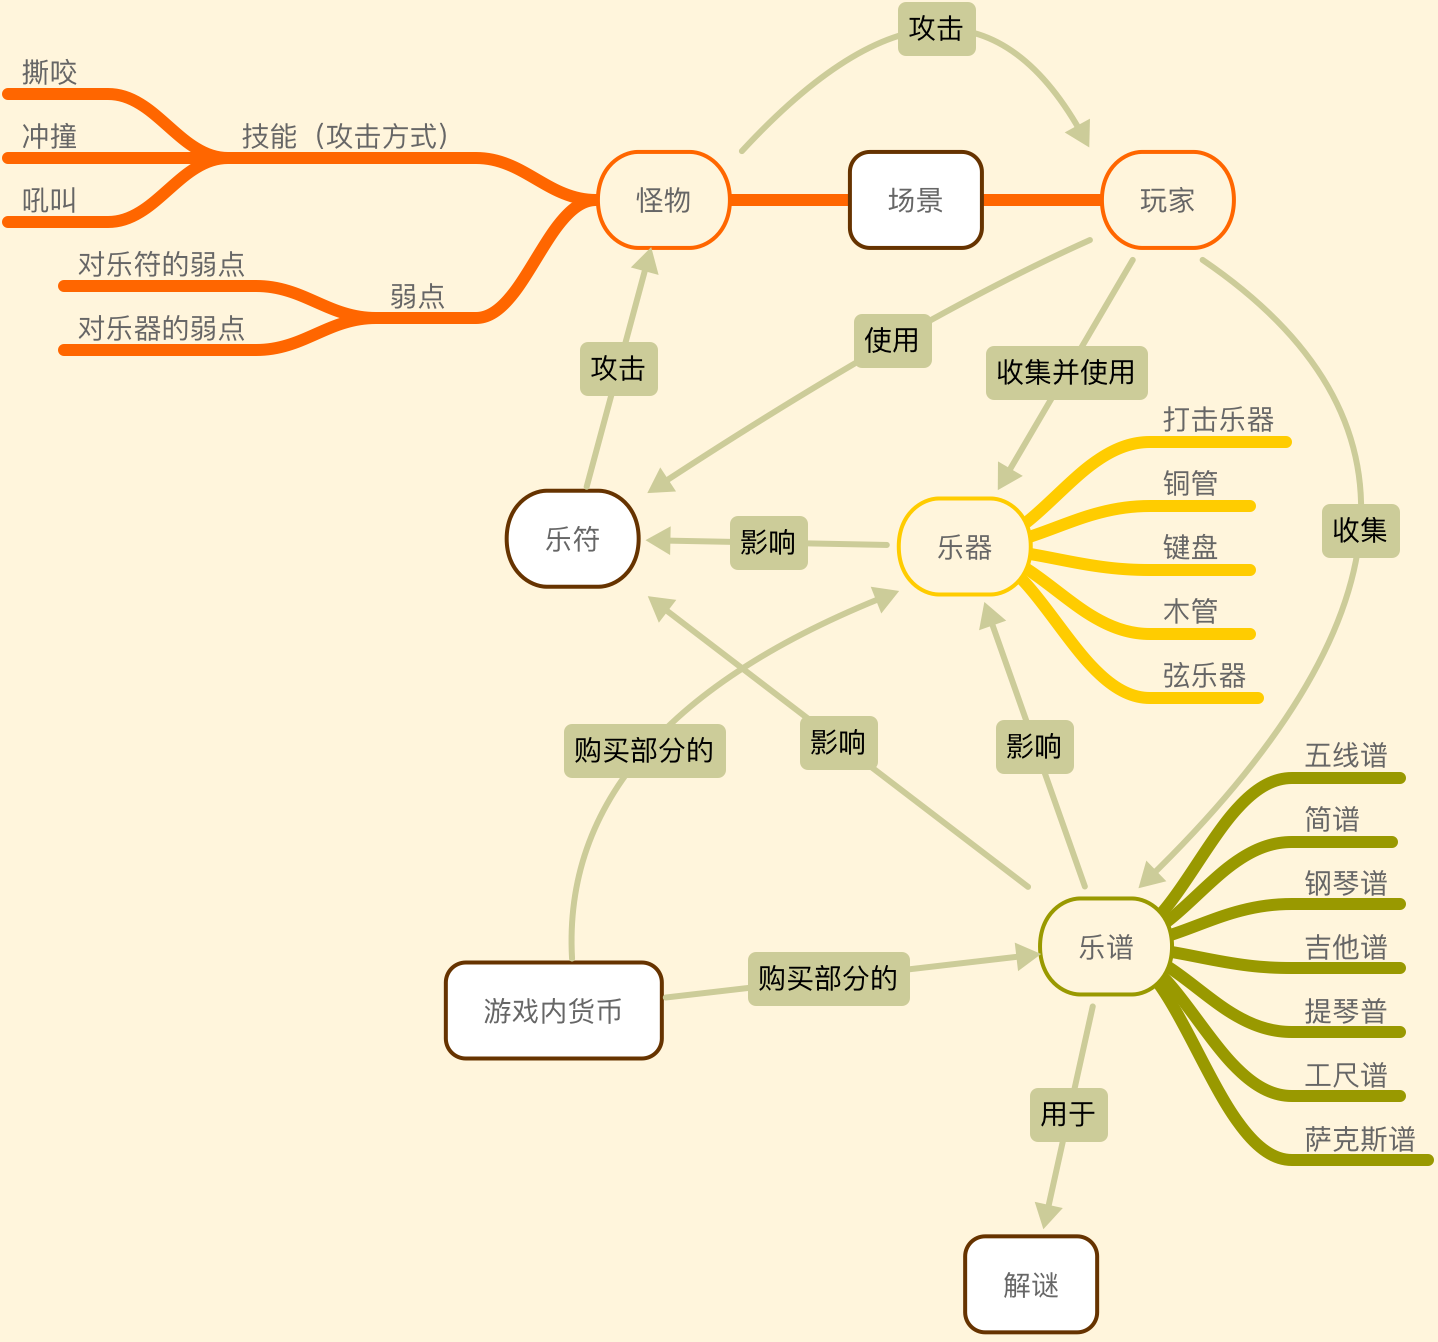 攻击
撕咬
冲撞
吼叫
技能（攻击方式）
怪物
场景
玩家
对乐符的弱点
对乐器的弱点
弱点
攻击
使用
收集并使用
打击乐器
铜管
键盘
木管
弦乐器
收集
乐符
影响
乐器
购买部分的
影响
影响
五线谱
简谱
钢琴谱
吉他谱
提琴普
工尺谱
萨克斯谱
乐谱
购买部分的
游戏内货币
用于
解谜